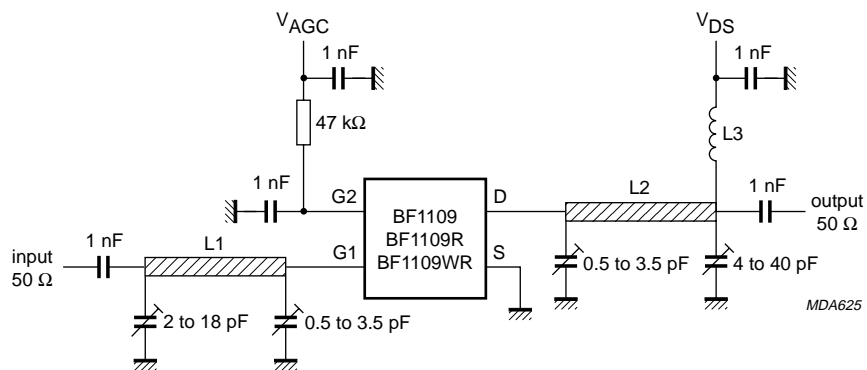 VAGC
VDS
1 nF
1 nF
47 kΩ
L3
1 nF
G2
D
L2
1 nF
output
50 Ω
BF1109
BF1109R
BF1109WR
input
50 Ω
1 nF
L1
G1
S
0.5 to 3.5 pF
4 to 40 pF
MDA625
2 to 18 pF
0.5 to 3.5 pF